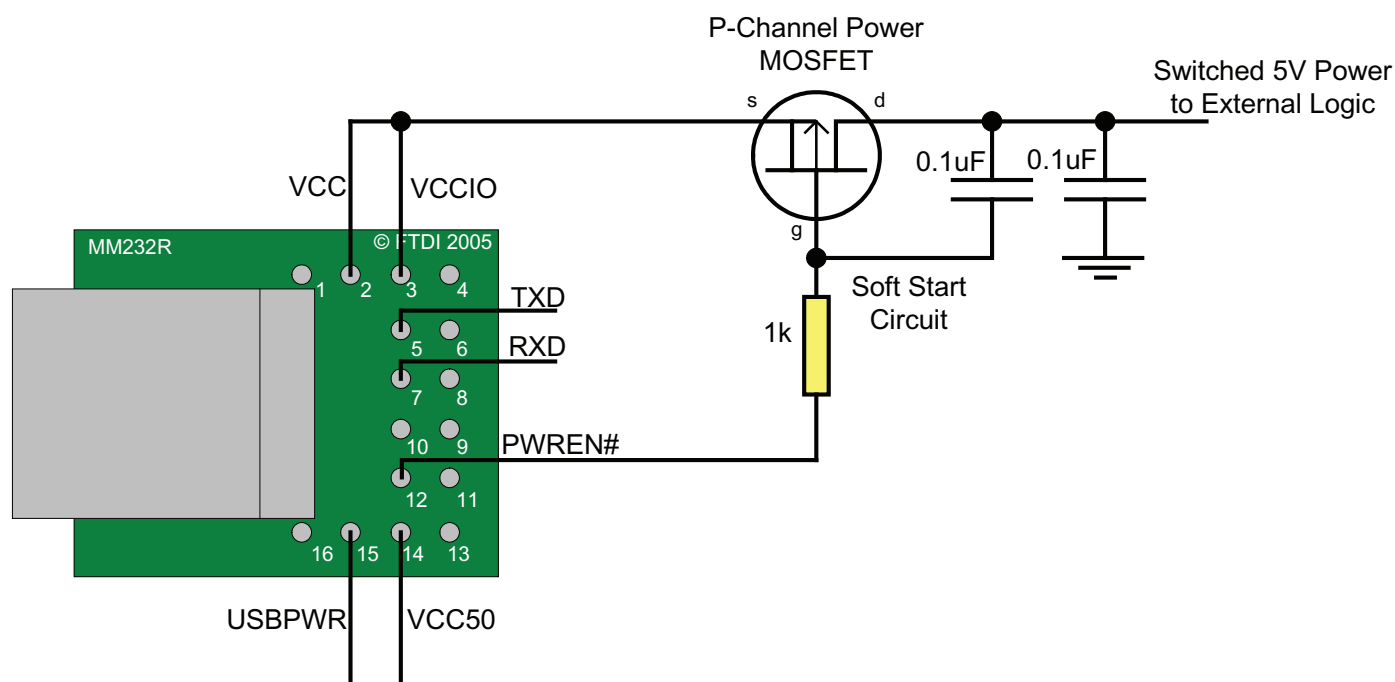 P-Channel Power
MOSFET
Switched 5V Power
to External Logic
s
d
0.1uF
0.1uF
VCC
VCCIO
g
MM232R
© FTDI 2005
1
2
3
4
Soft Start
Circuit
TXD
5
6
1k
RXD
7
8
10
9
PWREN#
12
11
16
15
14
13
USBPWR
VCC50